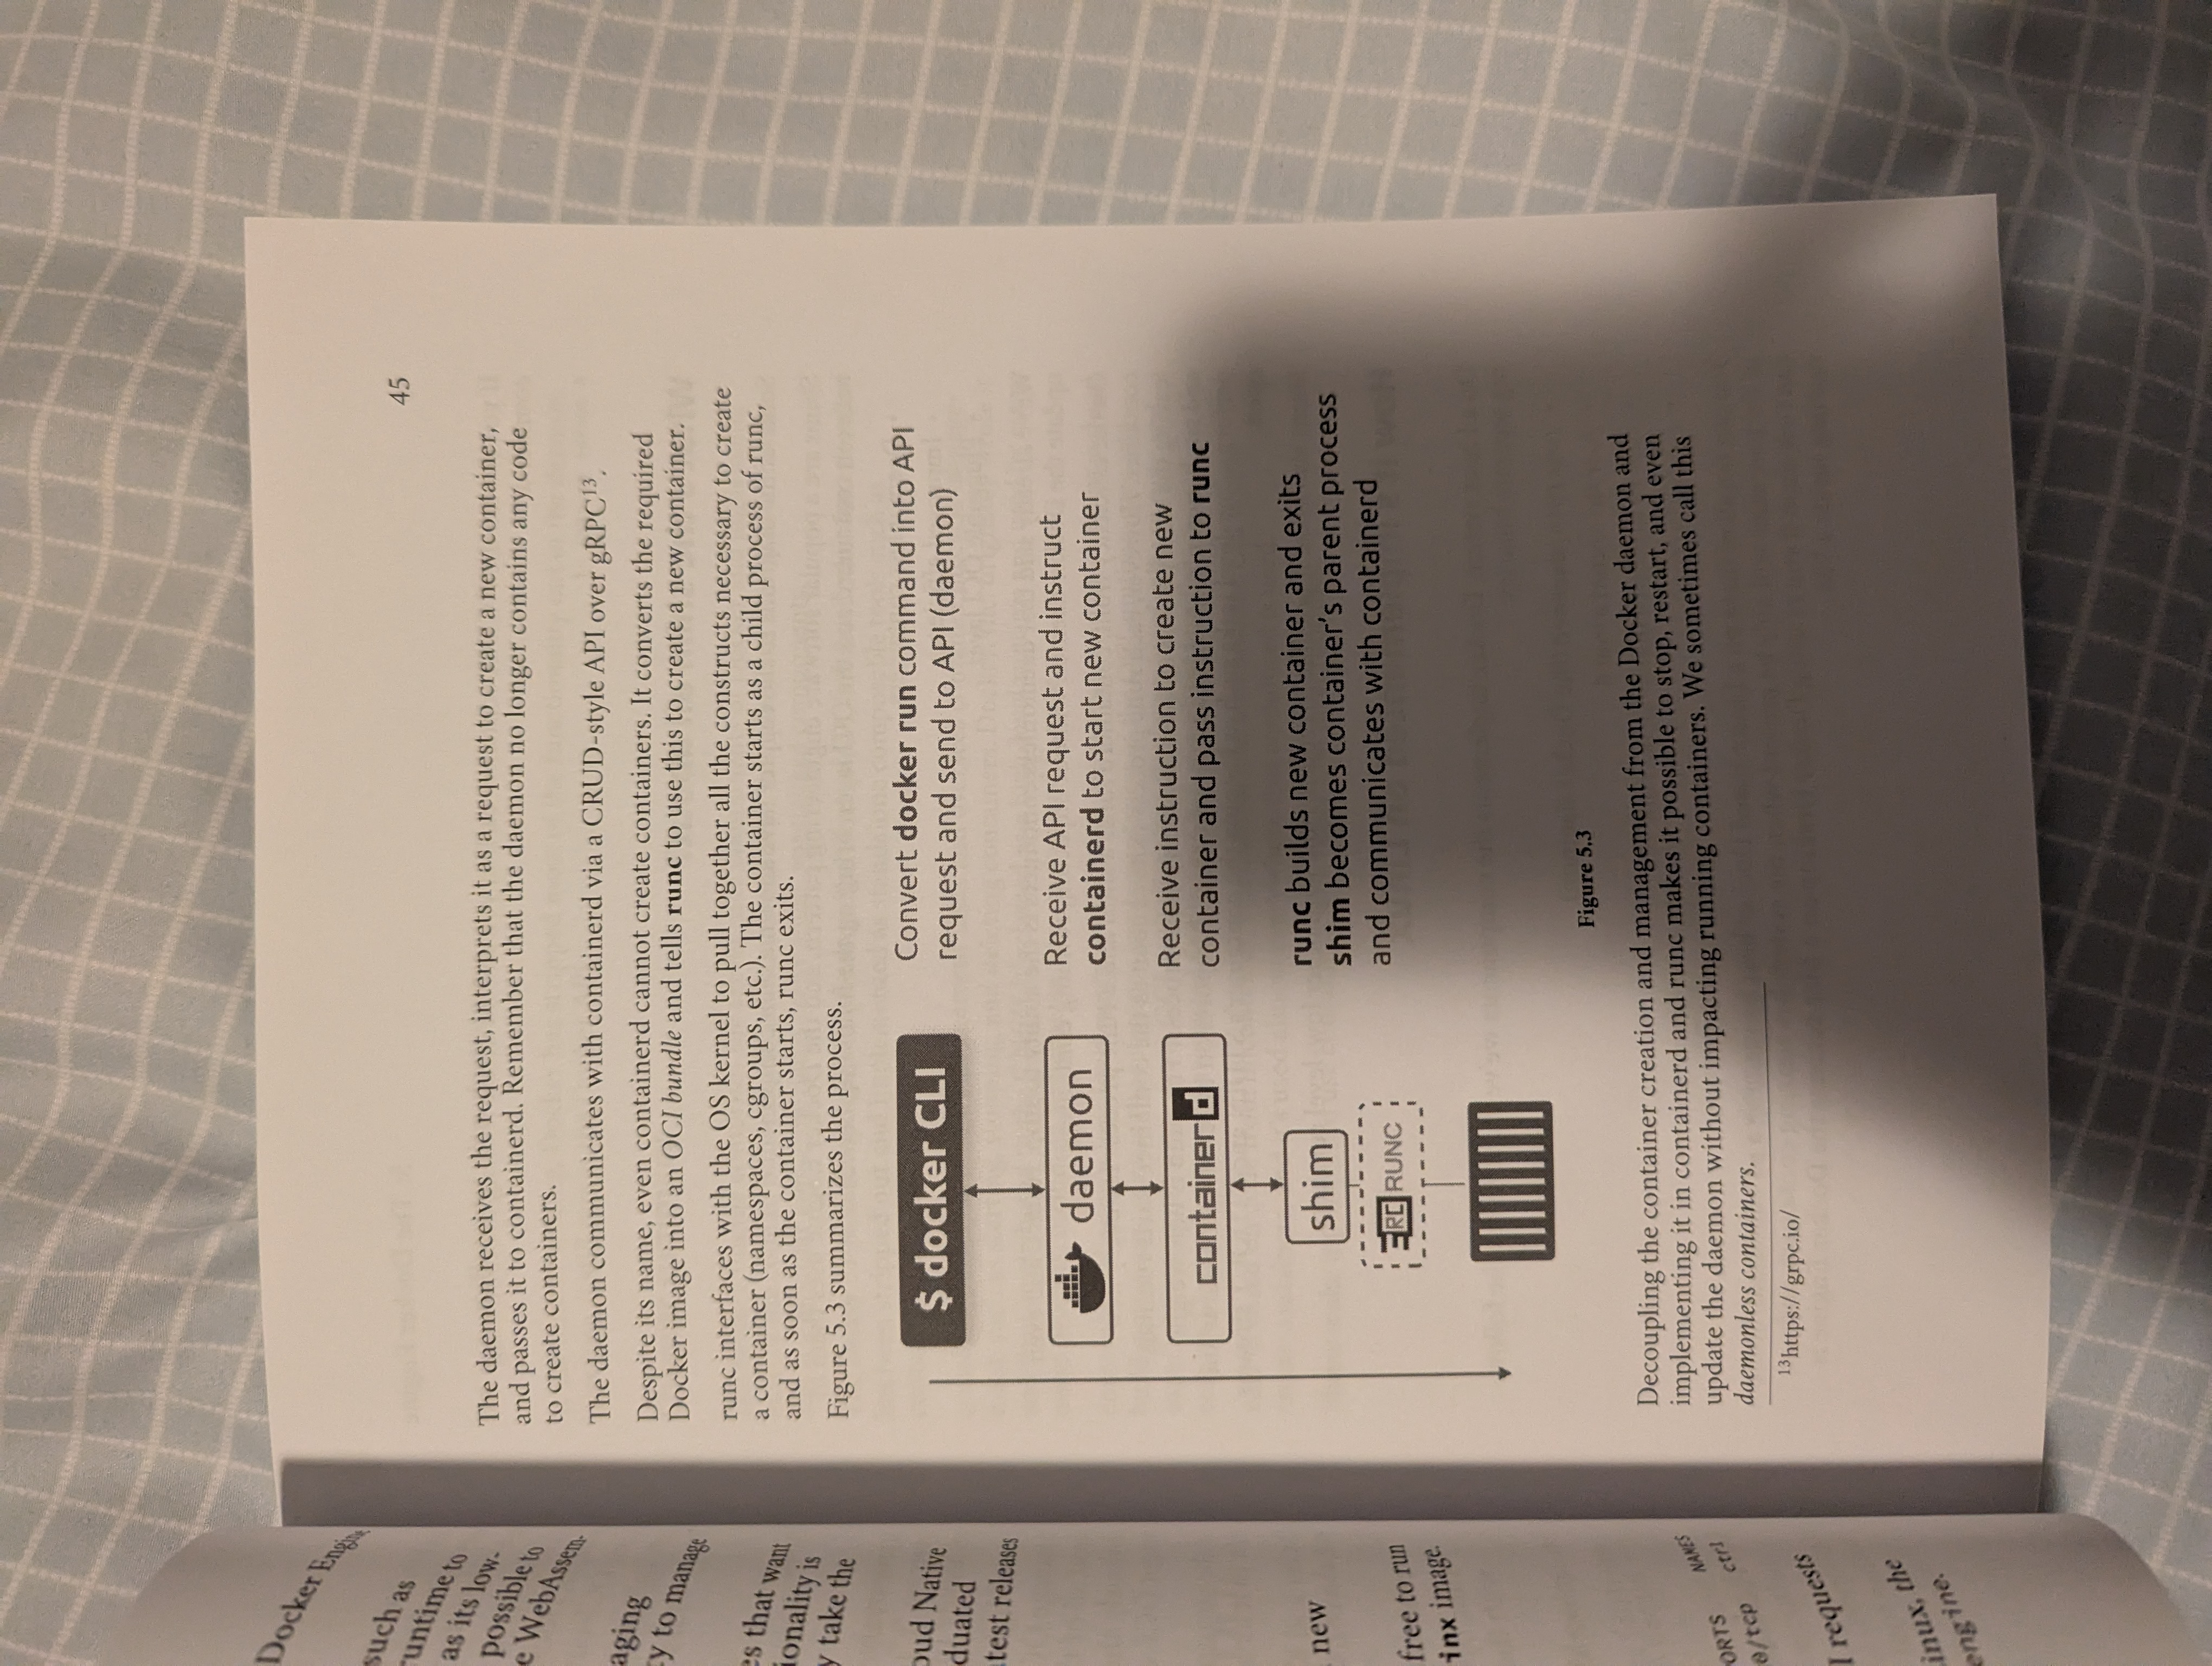 45
The daemon receives the request, interprets it as a request to create a new container,
and passes it to containerd. Remember that the daemon no longer contains any code
to create containers.
The daemon communicates with containerd via a CRUD-style API over gRPC¹³.
Despite its name, even containerd cannot create containers. It converts the required
Docker image into an OCI bundle and tells runc to use this to create a new container.
runc interfaces with the OS kernel to pull together all the constructs necessary to create
a container (namespaces, cgroups, etc.). The container starts as a child process of runc,
and as soon as the container starts, runc exits.
Figure 5.3 summarizes the process.
$ docker CLI
Convert docker run command into API
request and send to API (daemon)
daemon
Receive API request and instruct
containerd to start new container
containerd
Receive instruction to create new
container and pass instruction to runc
shim
RUNC
runc builds new container and exits
shim becomes container's parent process
and communicates with containerd
Figure 5.3
Decoupling the container creation and management from the Docker daemon and
implementing it in containerd and runc makes it possible to stop, restart, and even
update the daemon without impacting running containers. We sometimes call this
daemonless containers.
¹³https://grpc.io/
Docker Engine
such as
runtime to
as its low-
possible to
e WebAssem-
aging
y to manage
es that want
ionality is
y take the
oud Native
duated
test releases
new
free to run
inx image.
ORTS NAMES
0/tcp ctr1
I requests
inux, the
engine.